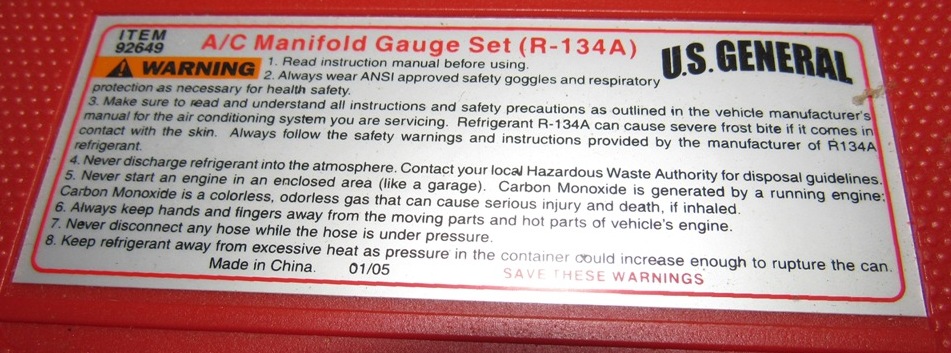 ITEM
92649
A/C Manifold Gauge Set (R-134A)
U.S. GENERAL
WARNING
1. Read instruction manual before using.
2. Always wear ANSI approved safety goggles and respiratory
protection as necessary for health safety.
3. Make sure to read and understand all instructions and safety precautions as outlined in the vehicle manufacturer's
manual for the air conditioning system you are servicing. Refrigerant R-134A can cause severe frost bite if it comes in
contact with the skin. Always follow the safety warnings and instructions provided by the manufacturer of R134A
refrigerant.
4. Never discharge refrigerant into the atmosphere. Contact your local Hazardous Waste Authority for disposal guidelines.
5. Never start an engine in an enclosed area (like a garage). Carbon Monoxide is generated by a running engine:
Carbon Monoxide is a colorless, odorless gas that can cause serious injury and death, if inhaled.
6. Always keep hands and fingers away from the moving parts and hot parts of vehicle's engine.
7. Never disconnect any hose while the hose is under pressure.
8. Keep refrigerant away from excessive heat as pressure in the container could increase enough to rupture the can.
Made in China. 01/05
SAVE THESE WARNINGS